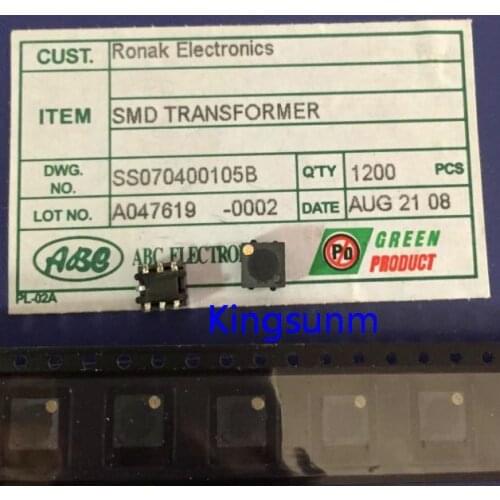 CUST. Ronak Electronics
ITEM SMD TRANSFORMER
DWG. NO. SS070400105B Q'TY 1200 PCS
LOT NO. A047619 -0002 DATE AUG 21 08
ABC ABC ELECTRO Pb GREEN
PRODUCT
PL-02A
Kingsunm